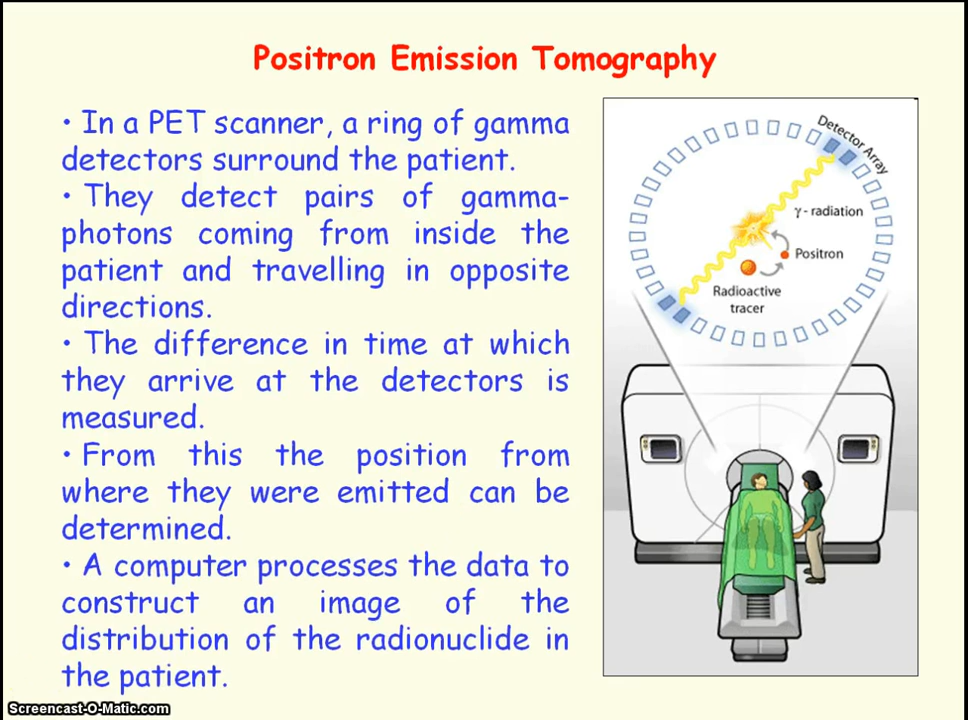 Positron Emission Tomography
• In a PET scanner, a ring of gamma
detectors surround the patient.
• They detect pairs of gamma-
photons coming from inside the
patient and travelling in opposite
directions.
• The difference in time at which
they arrive at the detectors is
measured.
• From this the position from
where they were emitted can be
determined.
• A computer processes the data to
construct an image of the
distribution of the radionuclide in
the patient.
Detector Array
γ- radiation
Positron
Radioactive
tracer
Screencast-O-Matic.com